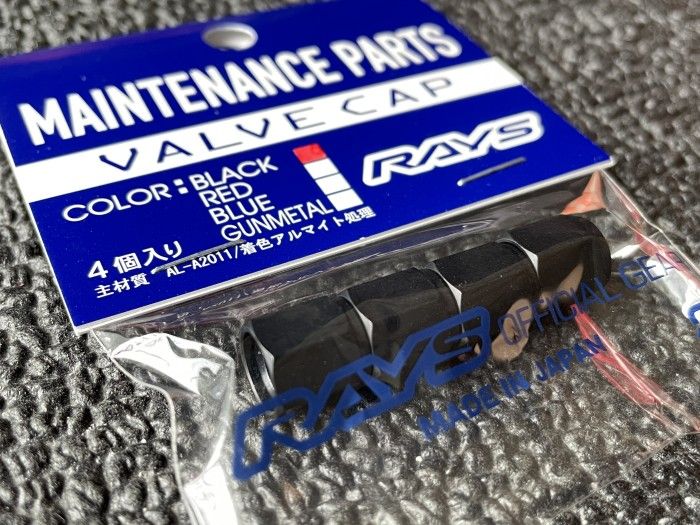 MAINTENANCE PARTS
VALVE CAP
COLOR : BLACK
RED
BLUE
GUNMETAL
RAYS
4個入り
主材質 AL-A2011/着色アルマイト処理
RAYS OFFICIAL GEAR
MADE IN JAPAN